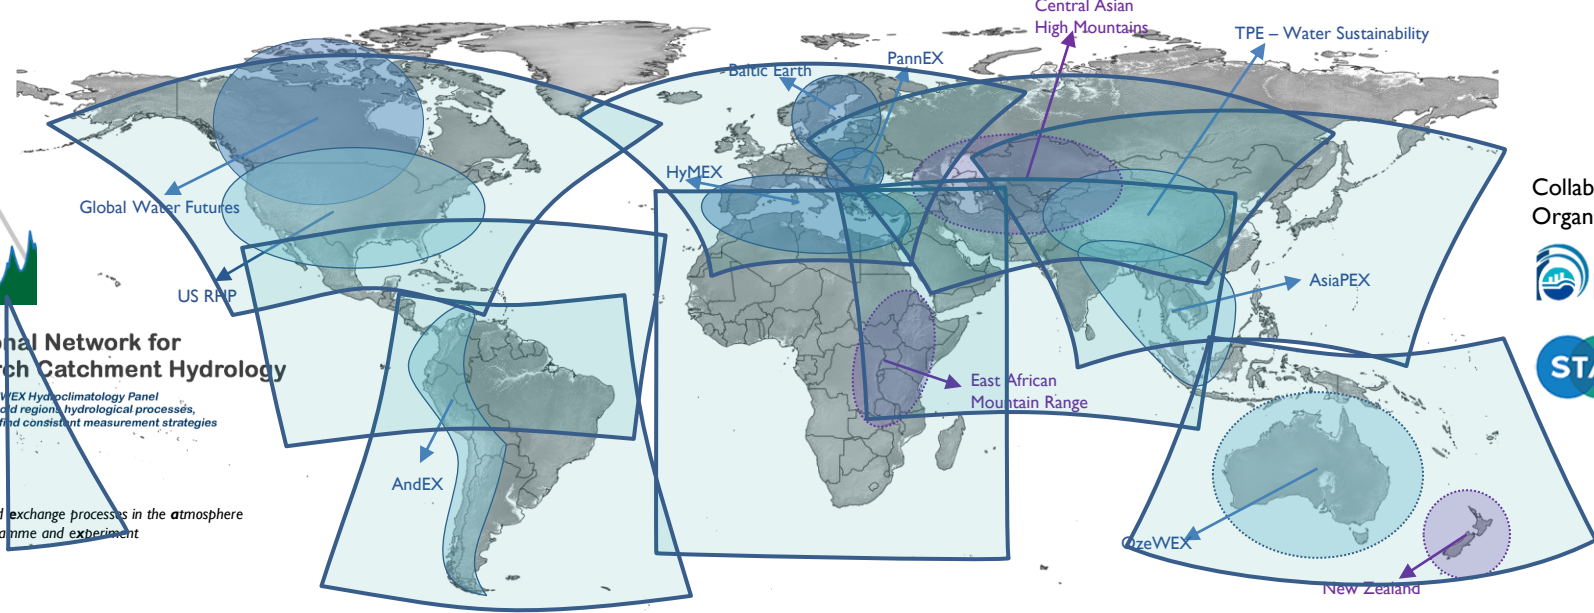 Central Asian
High Mountains
TPE – Water Sustainability
PannEX
Baltic Earth
HyMEX
Global Water Futures
US RHP
AsiaPEX
East African
Mountain Range
AndEX
OzeWEX
New Zealand
Collab
Organ
STA
onal Network for
rch Catchment Hydrology
WEX Hydroclimatology Panel
old regions hydrological processes,
find consistent measurement strategies
d exchange processes in the atmosphere
amme and experiment